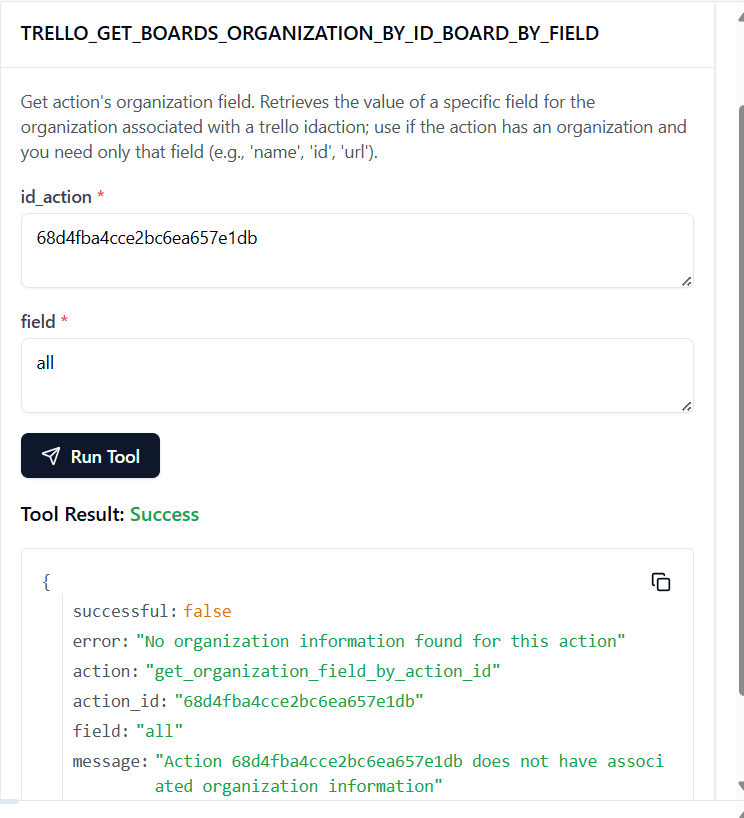 TRELLO_GET_BOARDS_ORGANIZATION_BY_ID_BOARD_BY_FIELD
Get action's organization field. Retrieves the value of a specific field for the
organization associated with a trello idaction; use if the action has an organization and
you need only that field (e.g., 'name', 'id', 'url').
id_action *
68d4fba4cce2bc6ea657e1db
field *
all
Run Tool
Tool Result: Success
{
successful: false
error: "No organization information found for this action"
action: "get_organization_field_by_action_id"
action_id: "68d4fba4cce2bc6ea657e1db"
field: "all"
message: "Action 68d4fba4cce2bc6ea657e1db does not have associ
ated organization information"